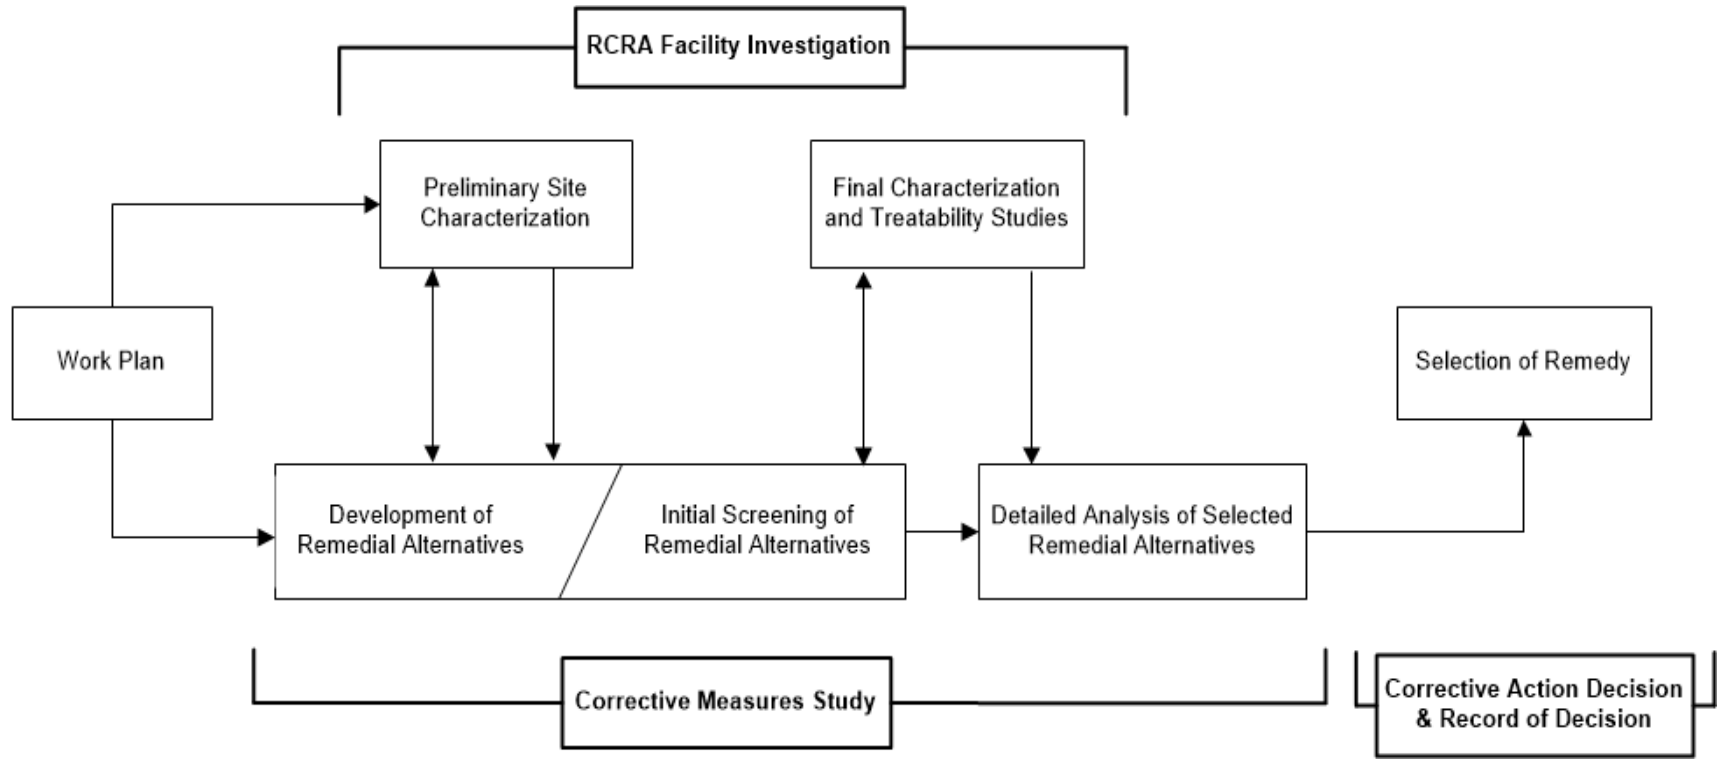 RCRA Facility Investigation
Preliminary Site
Characterization
Final Characterization
and Treatability Studies
Work Plan
Selection of Remedy
Development of
Remedial Alternatives
Initial Screening of
Remedial Alternatives
Detailed Analysis of Selected
Remedial Alternatives
Corrective Measures Study
Corrective Action Decision
& Record of Decision